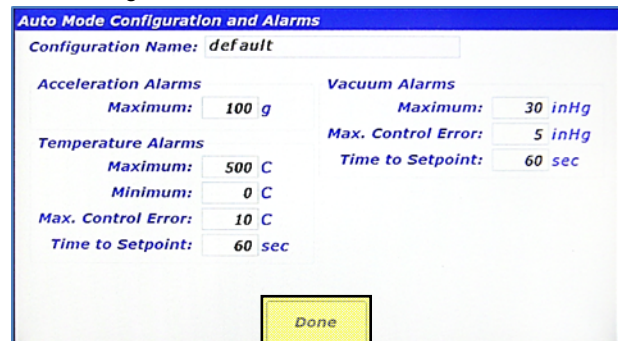 Auto Mode Configuration and Alarms
Configuration Name: default
Acceleration Alarms
Maximum: 100 g
Temperature Alarms
Maximum: 500 C
Minimum: 0 C
Max. Control Error: 10 C
Time to Setpoint: 60 sec
Vacuum Alarms
Maximum: 30 inHg
Max. Control Error: 5 inHg
Time to Setpoint: 60 sec
Done